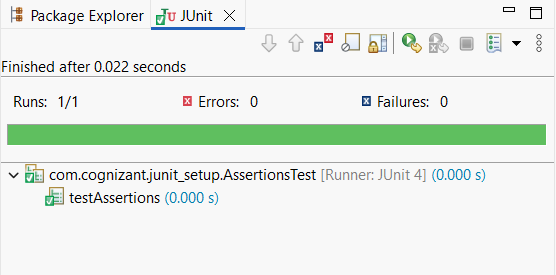 Package Explorer JUnit
Finished after 0.022 seconds
Runs: 1/1 Errors: 0 Failures: 0
com.cognizant.junit_setup.AssertionsTest [Runner: JUnit 4] (0.000 s)
testAssertions (0.000 s)